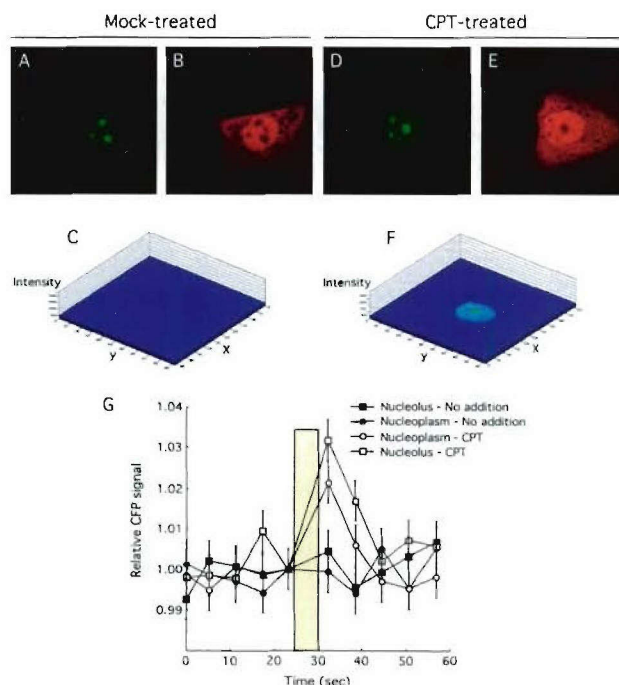 Mock-treated
CPT-treated
A
B
D
E
C
Intensity
y
x
F
Intensity
y
x
G
Nucleolus - No addition
Nucleoplasm - No addition
Nucleoplasm - CPT
Nucleolus - CPT
Relative CFP signal
1.04
1.03
1.02
1.01
1.00
0.99
0 10 20 30 40 50 60
Time (sec)